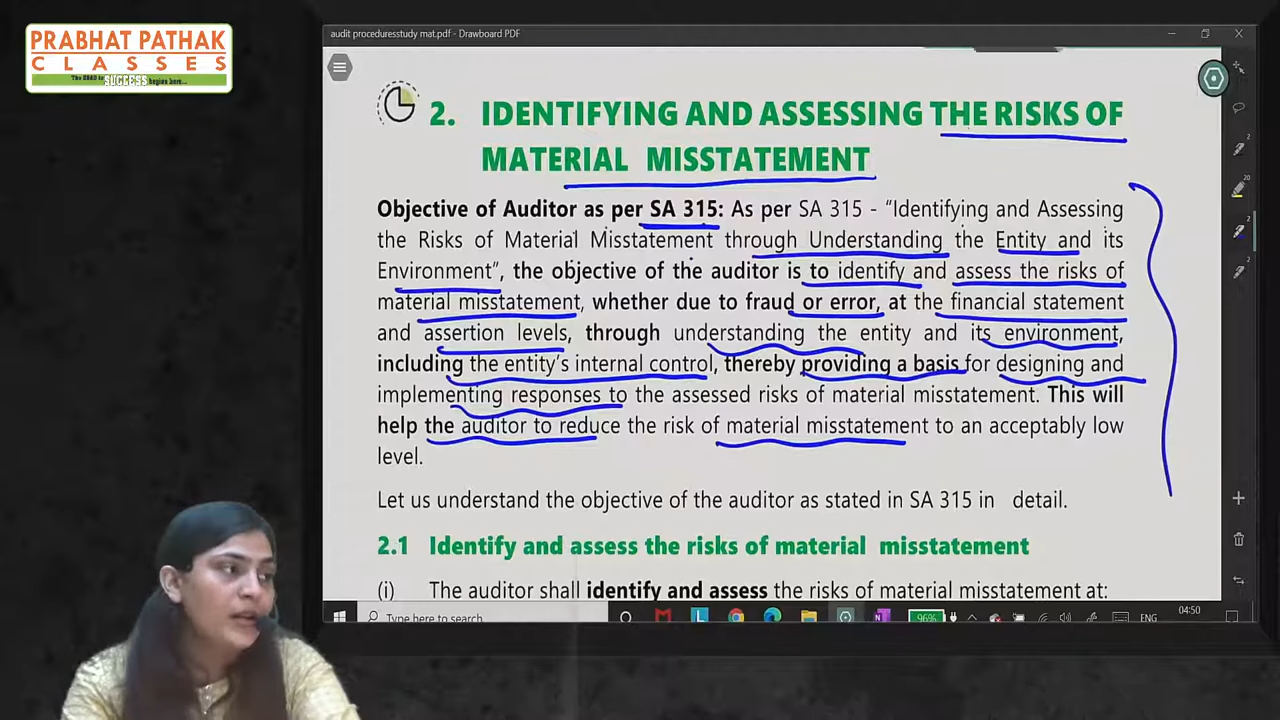 PRABHAT PATHAK
CLASSES
The ROAD to SUCCESS begins here...
audit proceduresstudy mat.pdf - Drawboard PDF
2. IDENTIFYING AND ASSESSING THE RISKS OF
MATERIAL MISSTATEMENT
Objective of Auditor as per SA 315: As per SA 315 - “Identifying and Assessing
the Risks of Material Misstatement through Understanding the Entity and its
Environment”, the objective of the auditor is to identify and assess the risks of
material misstatement, whether due to fraud or error, at the financial statement
and assertion levels, through understanding the entity and its environment,
including the entity’s internal control, thereby providing a basis for designing and
implementing responses to the assessed risks of material misstatement. This will
help the auditor to reduce the risk of material misstatement to an acceptably low
level.
Let us understand the objective of the auditor as stated in SA 315 in detail.
2.1 Identify and assess the risks of material misstatement
(i) The auditor shall identify and assess the risks of material misstatement at:
Type here to search
96%
ENG
04:50